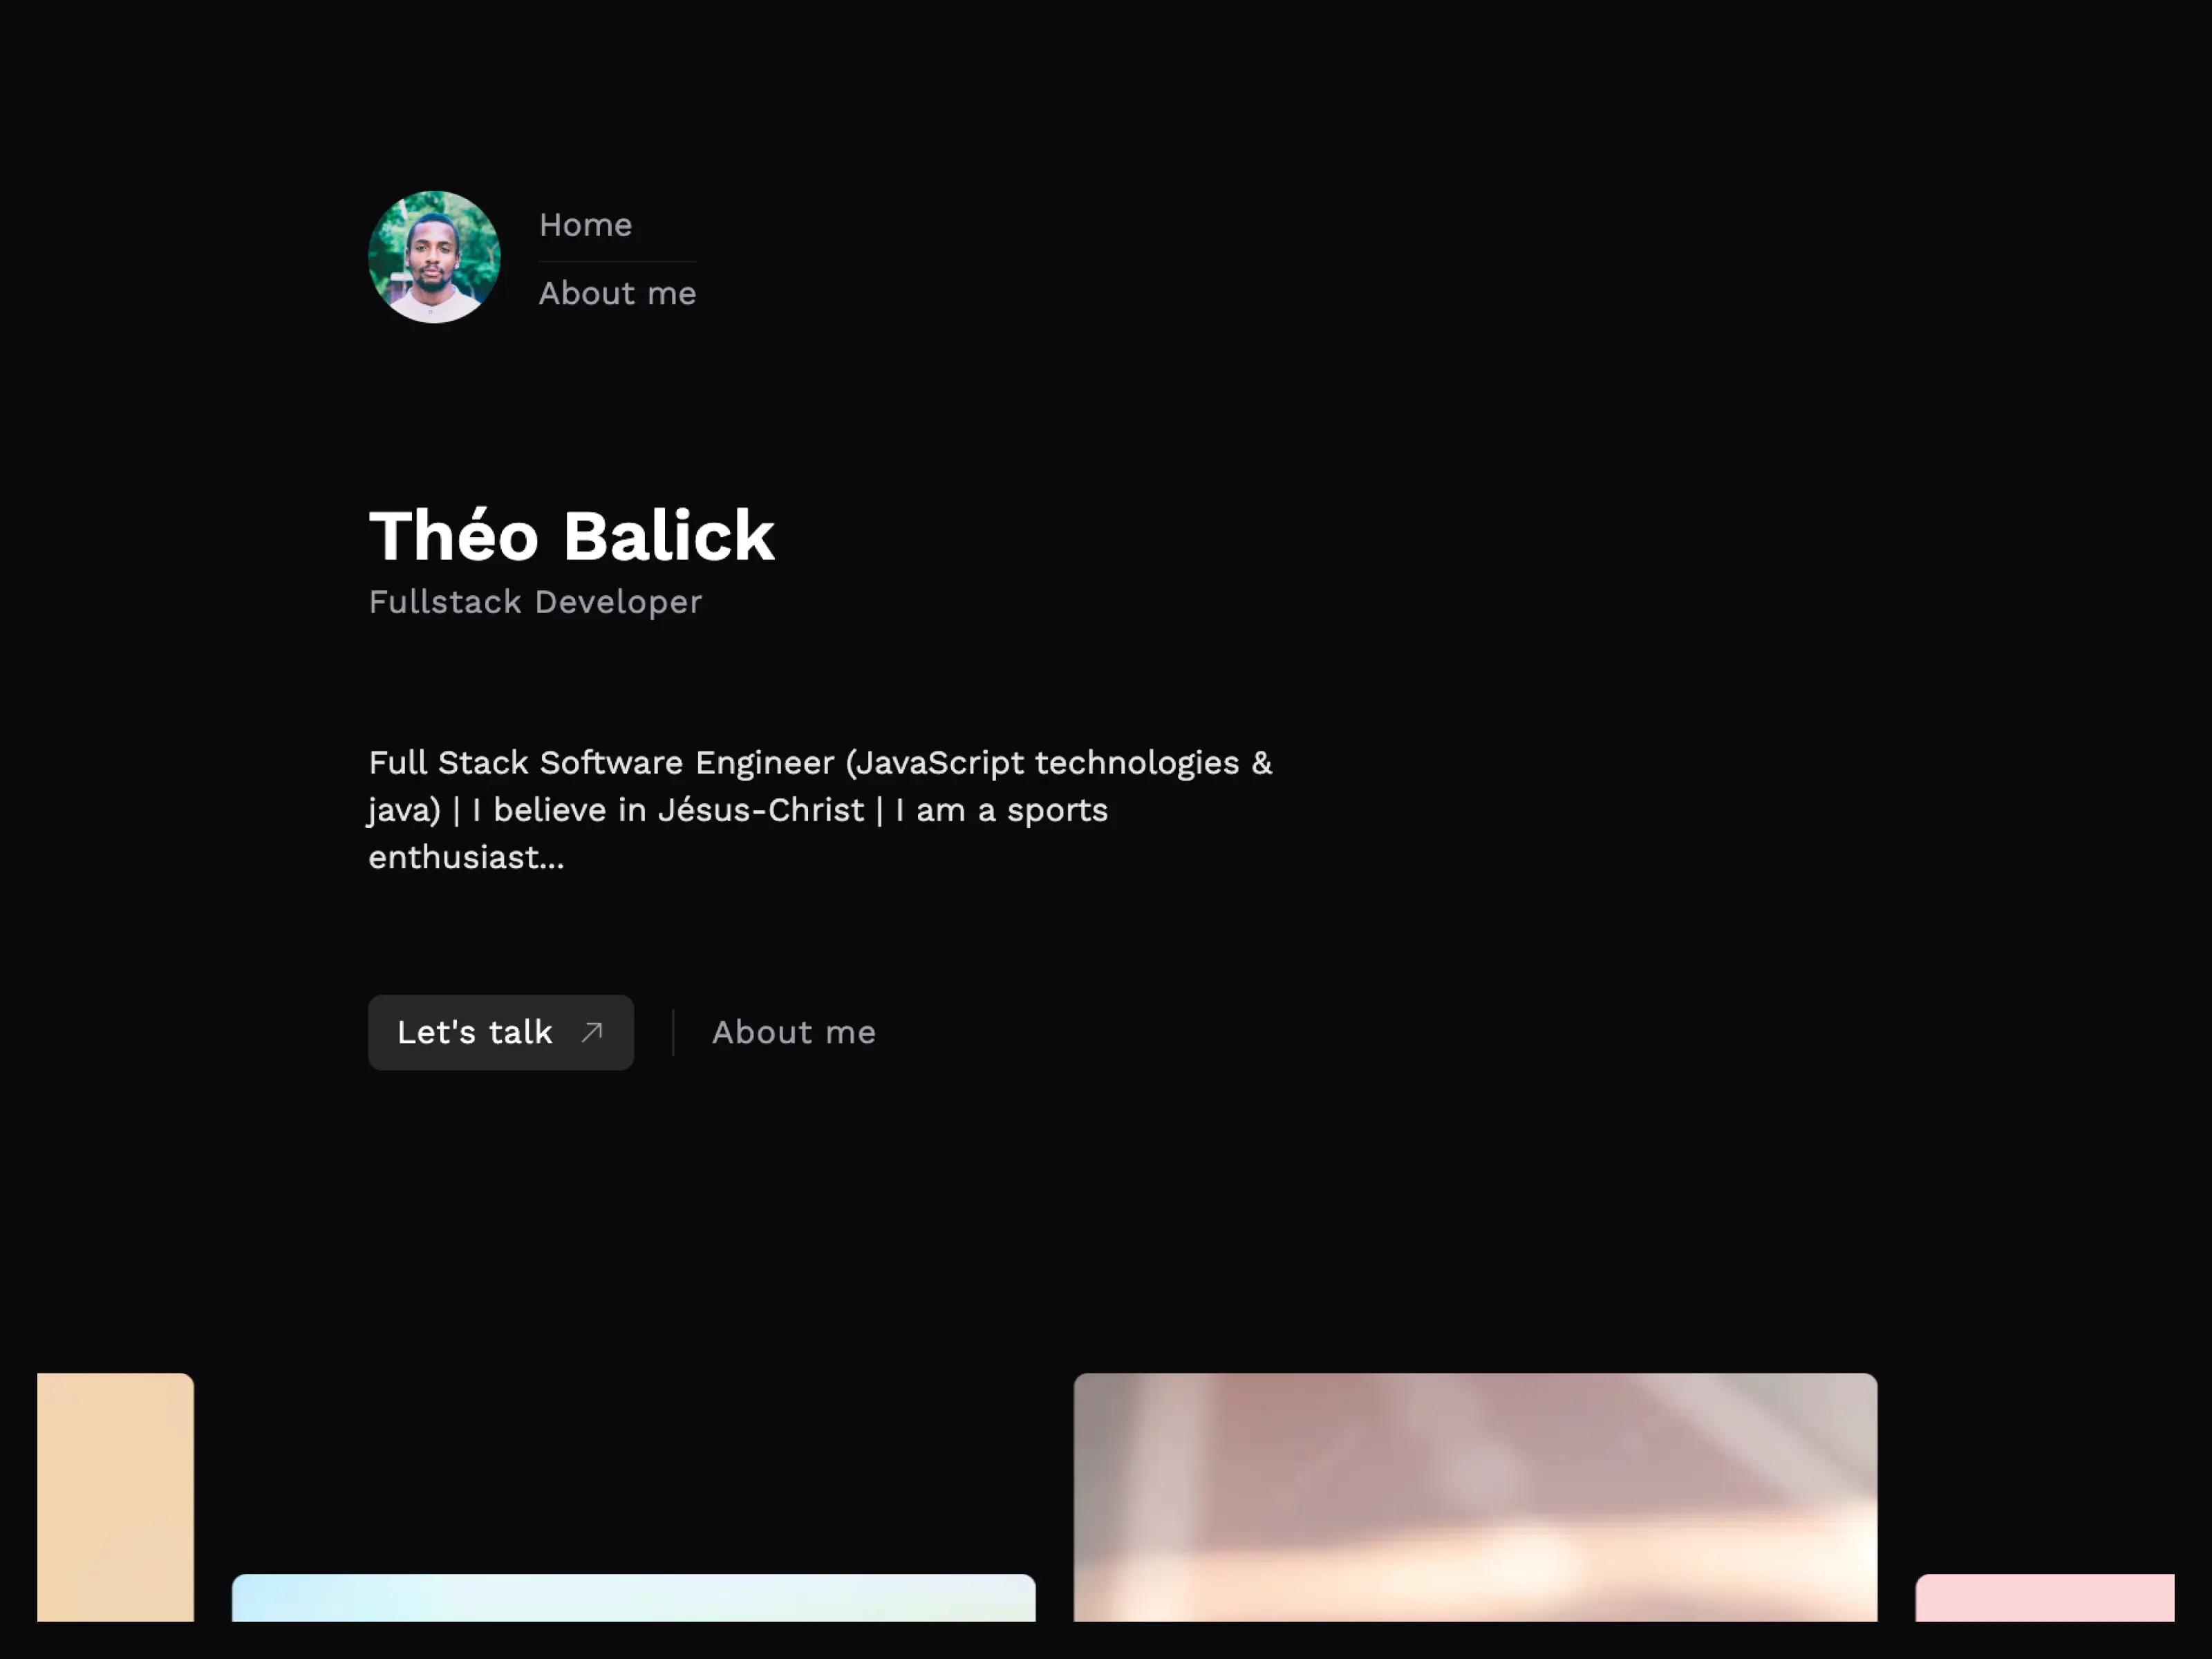 Home
About me
Théo Balick
Fullstack Developer
Full Stack Software Engineer (JavaScript technologies &
java) | I believe in Jésus-Christ | I am a sports
enthusiast...
Let's talk
About me